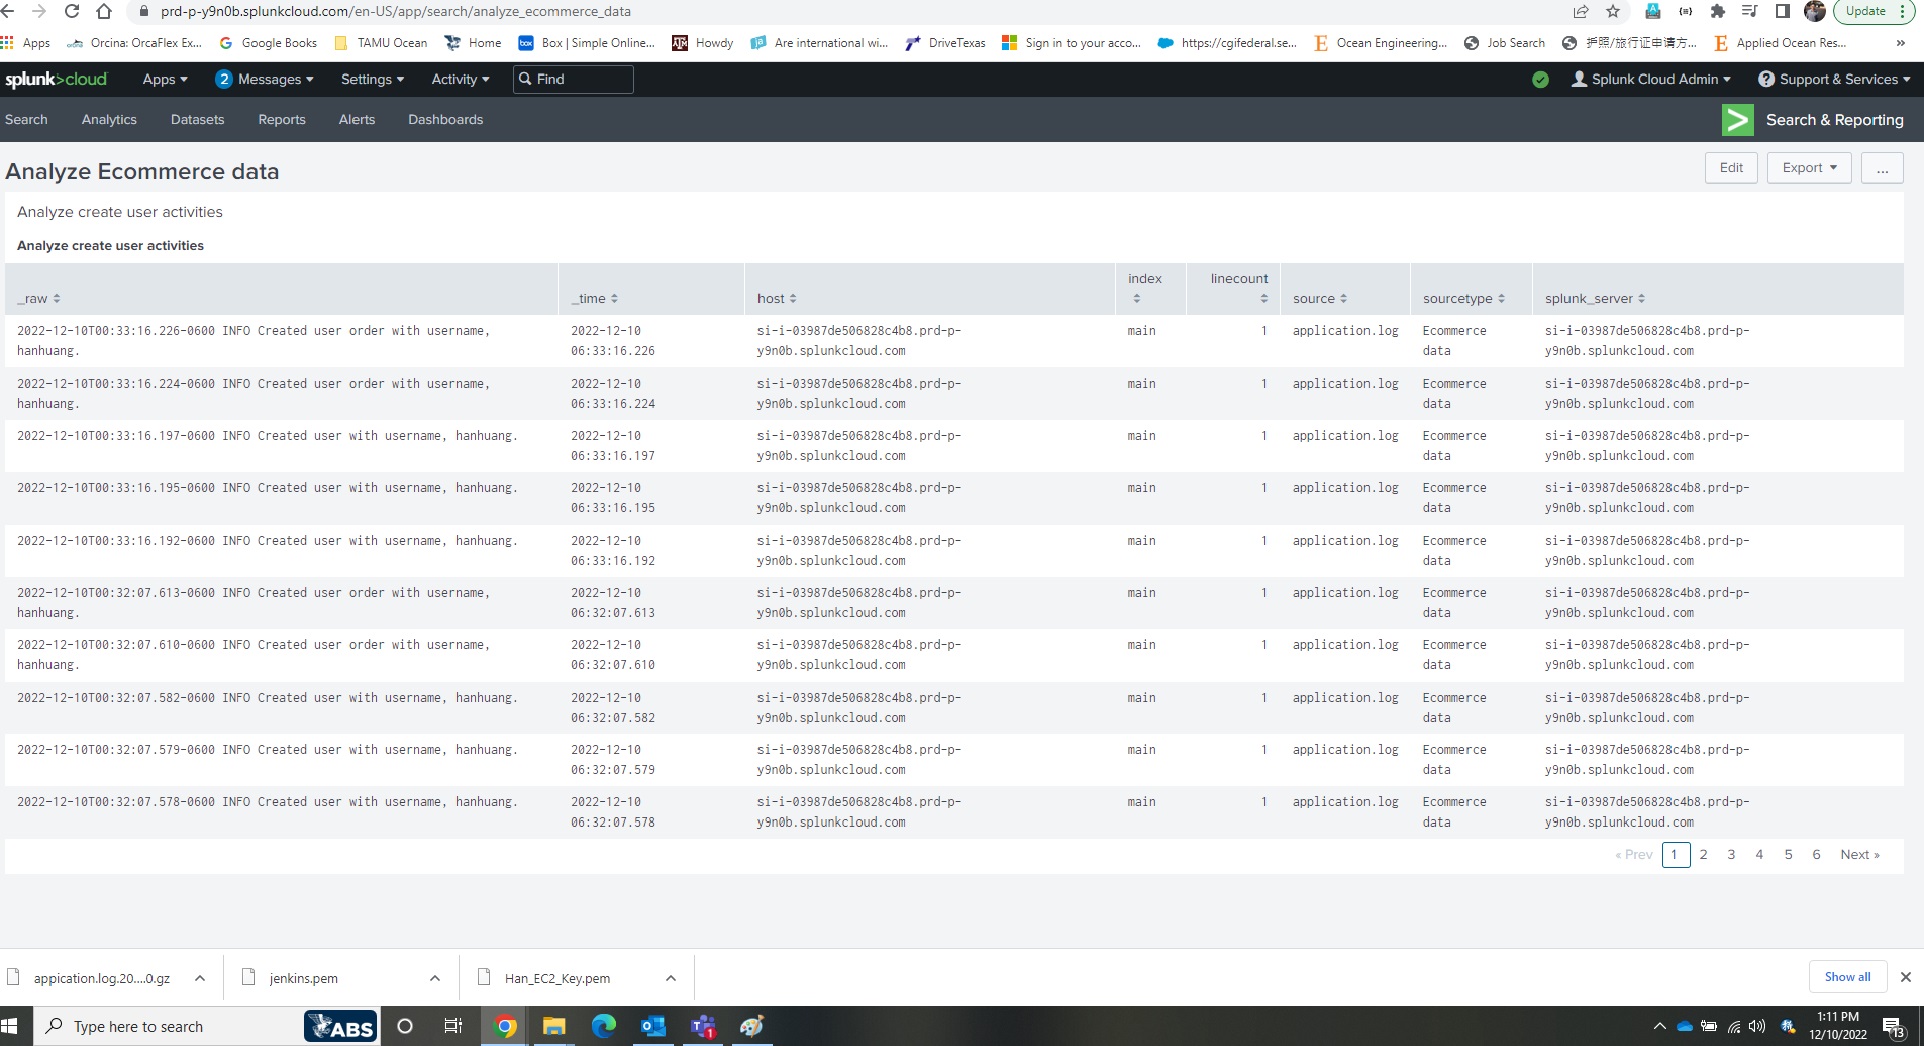 prd-p-y9n0b.splunkcloud.com/en-US/app/search/analyze_ecommerce_data
Update
Apps Orcina: OrcaFlex Ex... Google Books TAMU Ocean Home Box | Simple Online... Howdy Are international wi... DriveTexas Sign in to your acco... https://cgifederal.se... Ocean Engineering... Job Search 护照/旅行证申请方... Applied Ocean Res... »
splunk>cloud Apps 2 Messages Settings Activity Find Splunk Cloud Admin Support & Services
Search Analytics Datasets Reports Alerts Dashboards Search & Reporting
Analyze Ecommerce data Edit Export ...
Analyze create user activities
Analyze create user activities
_raw _time host index linecount source sourcetype splunk_server
2022-12-10T00:33:16.226-0600 INFO Created user order with username, 2022-12-10 si-i-03987de506828c4b8.prd-p- main 1 application.log Ecommerce si-i-03987de506828c4b8.prd-p-
hanhuang. 06:33:16.226 y9n0b.splunkcloud.com data y9n0b.splunkcloud.com
2022-12-10T00:33:16.224-0600 INFO Created user order with username, 2022-12-10 si-i-03987de506828c4b8.prd-p- main 1 application.log Ecommerce si-i-03987de506828c4b8.prd-p-
hanhuang. 06:33:16.224 y9n0b.splunkcloud.com data y9n0b.splunkcloud.com
2022-12-10T00:33:16.197-0600 INFO Created user with username, hanhuang. 2022-12-10 si-i-03987de506828c4b8.prd-p- main 1 application.log Ecommerce si-i-03987de506828c4b8.prd-p-
06:33:16.197 y9n0b.splunkcloud.com data y9n0b.splunkcloud.com
2022-12-10T00:33:16.195-0600 INFO Created user with username, hanhuang. 2022-12-10 si-i-03987de506828c4b8.prd-p- main 1 application.log Ecommerce si-i-03987de506828c4b8.prd-p-
06:33:16.195 y9n0b.splunkcloud.com data y9n0b.splunkcloud.com
2022-12-10T00:33:16.192-0600 INFO Created user with username, hanhuang. 2022-12-10 si-i-03987de506828c4b8.prd-p- main 1 application.log Ecommerce si-i-03987de506828c4b8.prd-p-
06:33:16.192 y9n0b.splunkcloud.com data y9n0b.splunkcloud.com
2022-12-10T00:32:07.613-0600 INFO Created user order with username, 2022-12-10 si-i-03987de506828c4b8.prd-p- main 1 application.log Ecommerce si-i-03987de506828c4b8.prd-p-
hanhuang. 06:32:07.613 y9n0b.splunkcloud.com data y9n0b.splunkcloud.com
2022-12-10T00:32:07.610-0600 INFO Created user order with username, 2022-12-10 si-i-03987de506828c4b8.prd-p- main 1 application.log Ecommerce si-i-03987de506828c4b8.prd-p-
hanhuang. 06:32:07.610 y9n0b.splunkcloud.com data y9n0b.splunkcloud.com
2022-12-10T00:32:07.582-0600 INFO Created user with username, hanhuang. 2022-12-10 si-i-03987de506828c4b8.prd-p- main 1 application.log Ecommerce si-i-03987de506828c4b8.prd-p-
06:32:07.582 y9n0b.splunkcloud.com data y9n0b.splunkcloud.com
2022-12-10T00:32:07.579-0600 INFO Created user with username, hanhuang. 2022-12-10 si-i-03987de506828c4b8.prd-p- main 1 application.log Ecommerce si-i-03987de506828c4b8.prd-p-
06:32:07.579 y9n0b.splunkcloud.com data y9n0b.splunkcloud.com
2022-12-10T00:32:07.578-0600 INFO Created user with username, hanhuang. 2022-12-10 si-i-03987de506828c4b8.prd-p- main 1 application.log Ecommerce si-i-03987de506828c4b8.prd-p-
06:32:07.578 y9n0b.splunkcloud.com data y9n0b.splunkcloud.com
« Prev 1 2 3 4 5 6 Next »
appication.log.20....0i.gz jenkins.pem Han_EC2_Key.pem Show all
Type here to search ABS 1 1:11 PM
12/10/2022 13